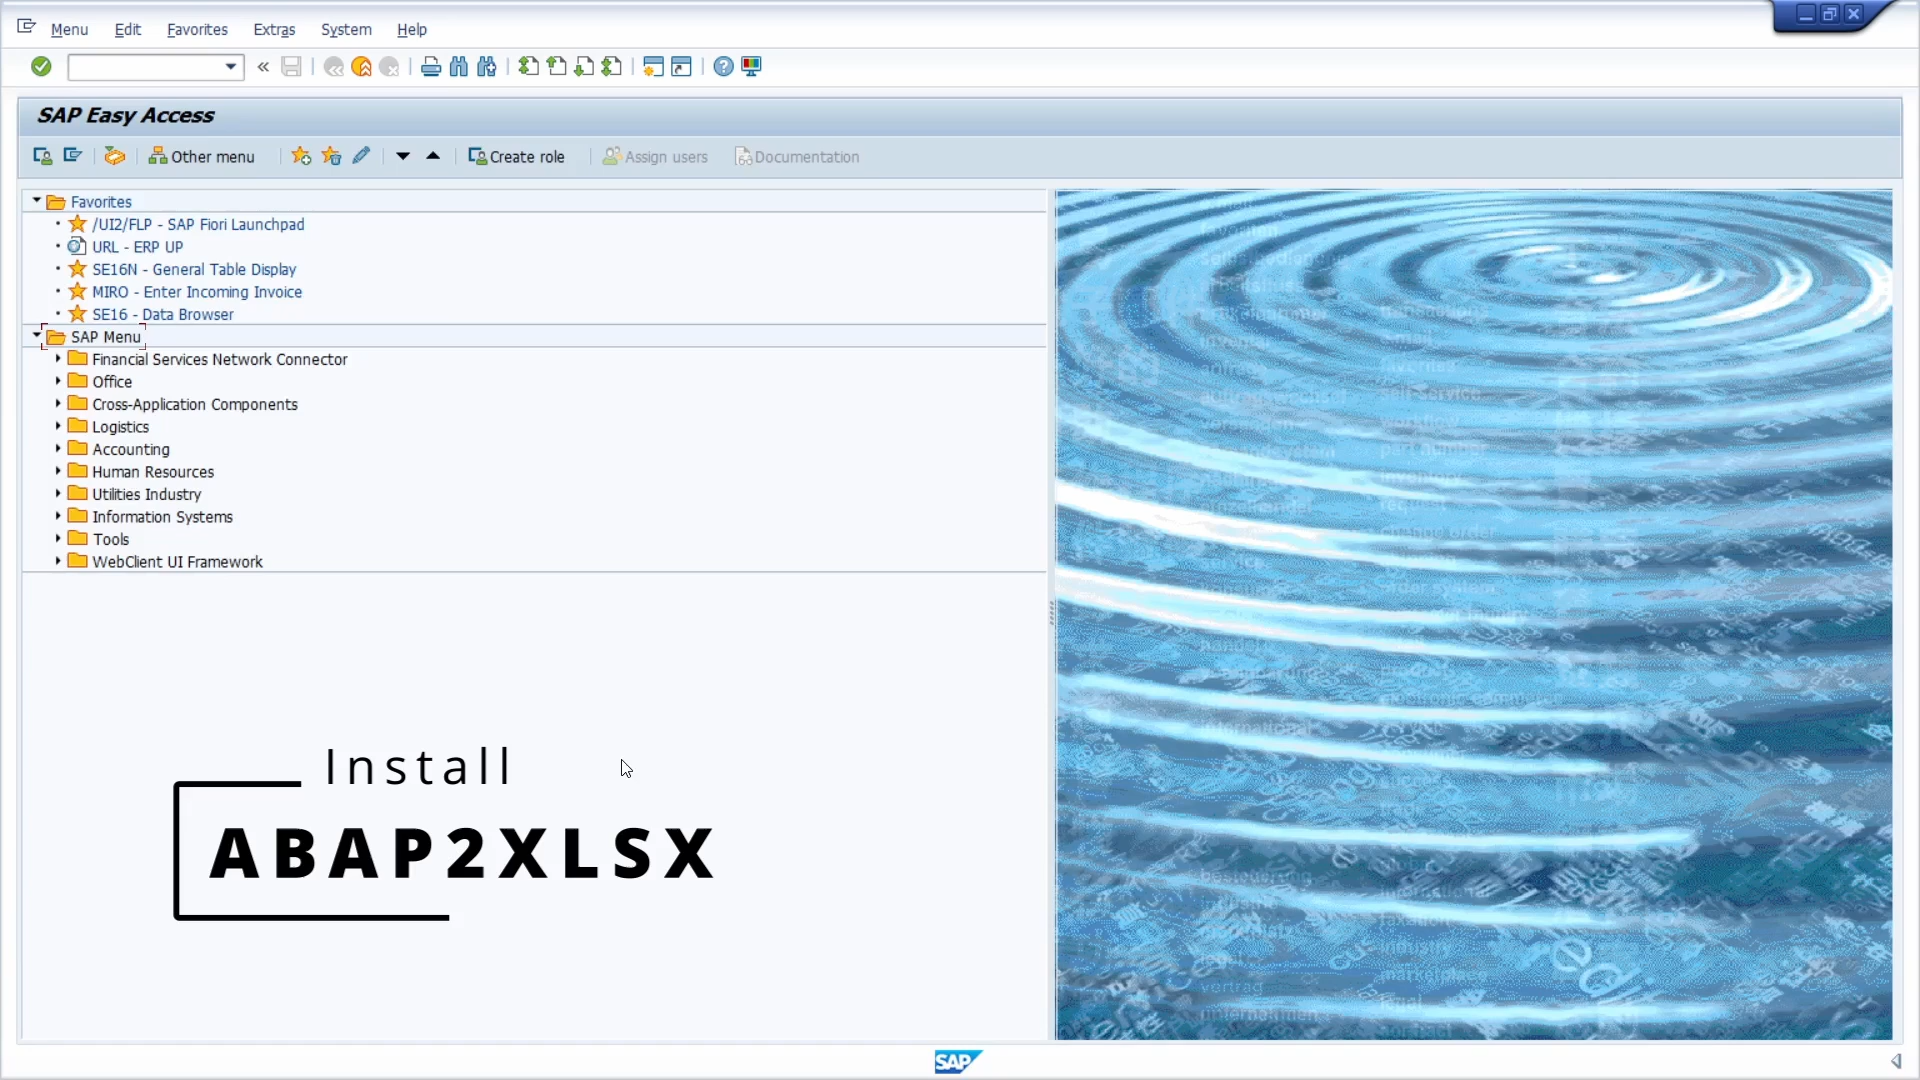 Menu Edit Favorites Extras System Help
SAP Easy Access
Other menu Create role Assign users Documentation
Favorites
/UI2/FLP - SAP Fiori Launchpad
URL - ERP UP
SE16N - General Table Display
MIRO - Enter Incoming Invoice
SE16 - Data Browser
SAP Menu
Financial Services Network Connector
Office
Cross-Application Components
Logistics
Accounting
Human Resources
Utilities Industry
Information Systems
Tools
WebClient UI Framework
Install
ABAP2XLSX
SAP